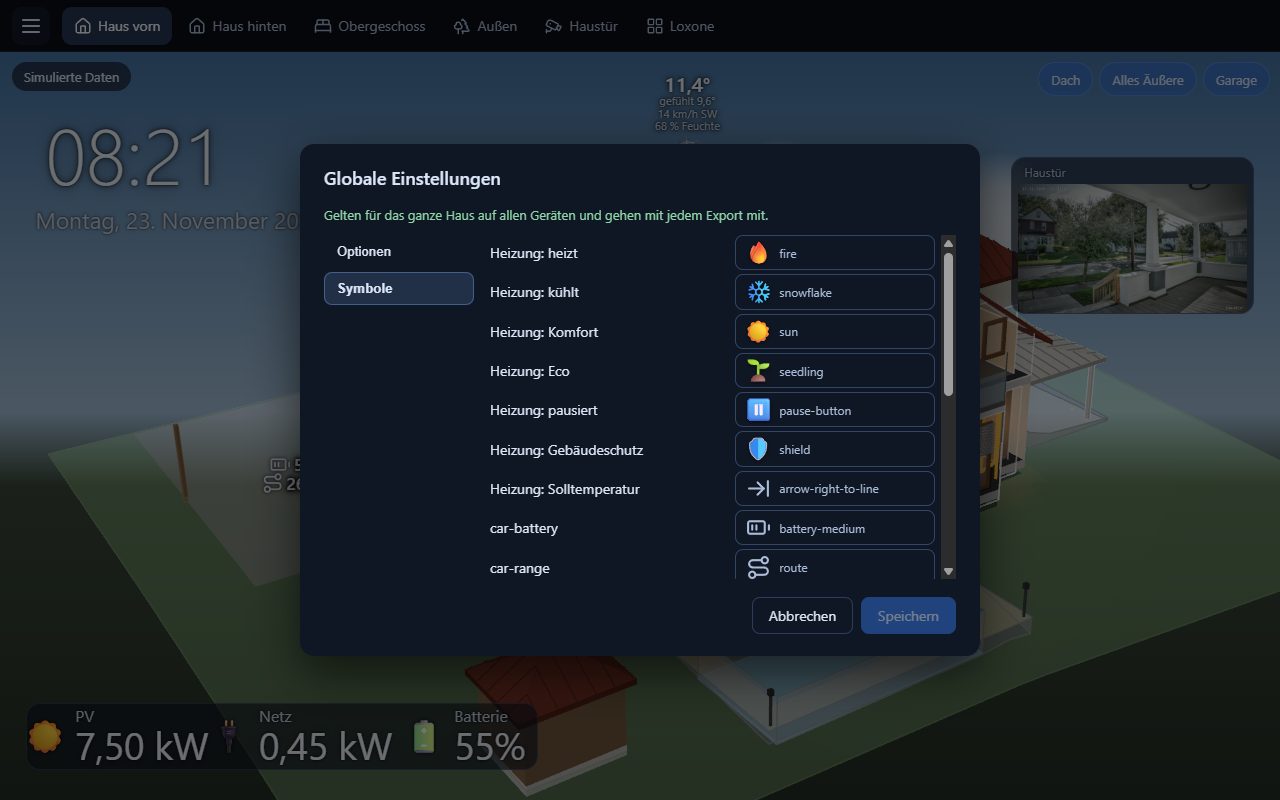 Haus vorn
Haus hinten
Obergeschoss
Außen
Haustür
Loxone
Simulierte Daten
11,4°
gefühlt 9,6°
14 km/h SW
68 % Feuchte
Dach
Alles Äußere
Garage
08:21
Montag, 23. November 20
Haustür
Globale Einstellungen
Gelten für das ganze Haus auf allen Geräten und gehen mit jedem Export mit.
Optionen
Symbole
Heizung: heizt
fire
Heizung: kühlt
snowflake
Heizung: Komfort
sun
Heizung: Eco
seedling
Heizung: pausiert
pause-button
Heizung: Gebäudeschutz
shield
Heizung: Solltemperatur
arrow-right-to-line
car-battery
battery-medium
car-range
route
5
26
Abbrechen
Speichern
PV
7,50 kW
Netz
0,45 kW
Batterie
55%